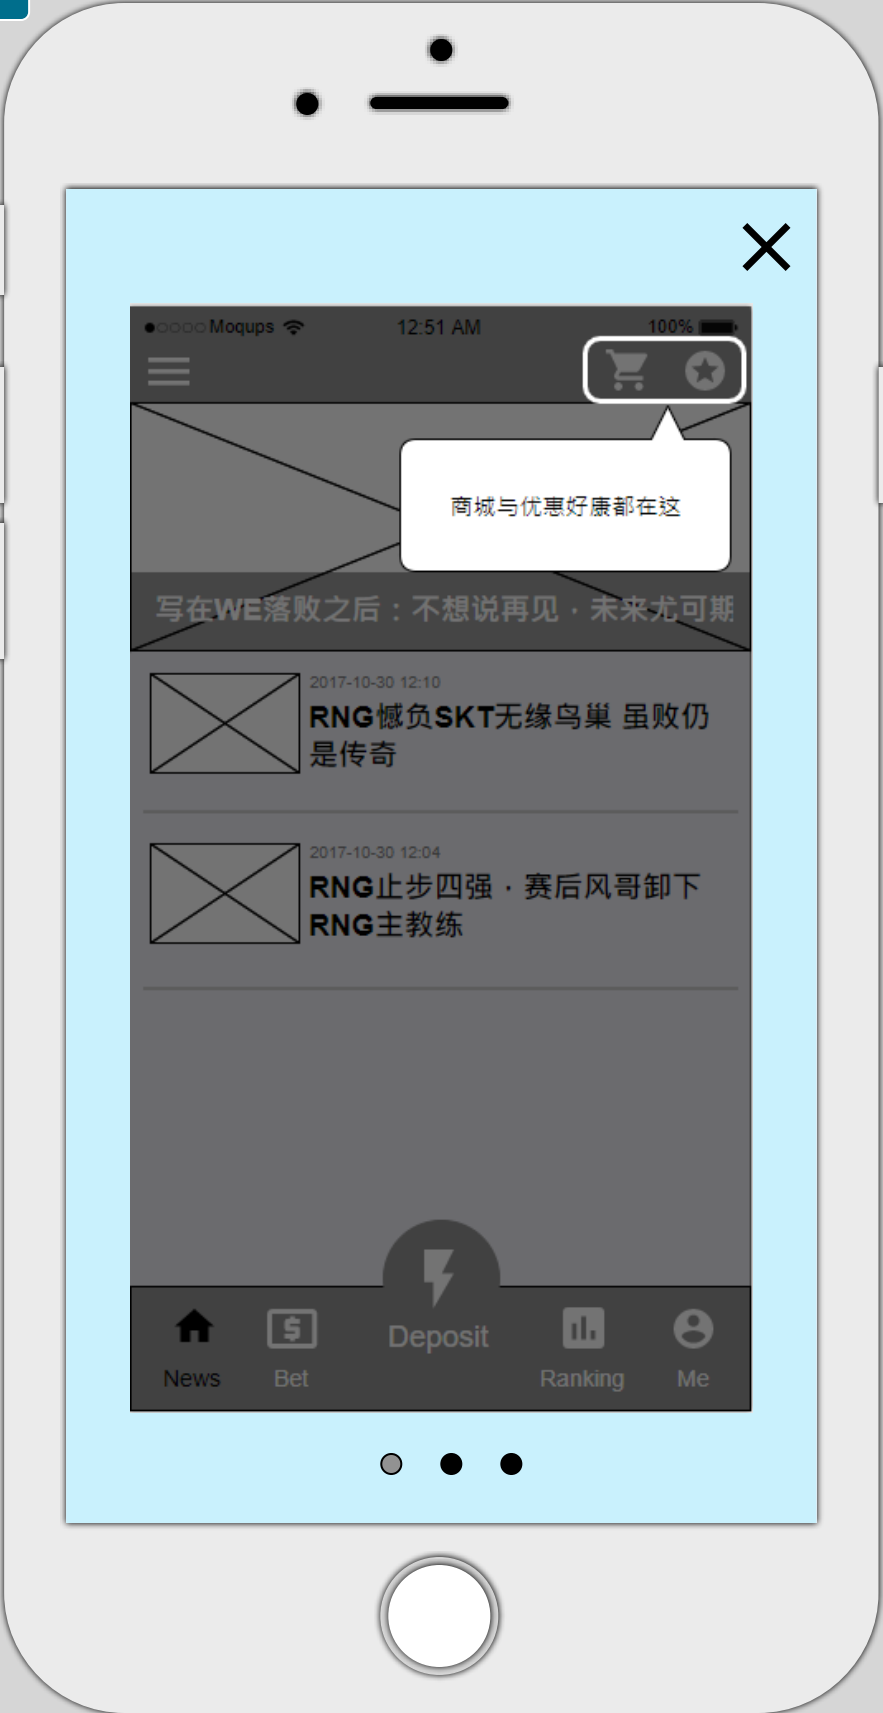 Moqups 12:51 AM 100%
商城与优惠好康都在这
写在WE落败之后：不想说再见，未来尤可期
2017-10-30 12:10
RNG憾负SKT无缘鸟巢 虽败仍
是传奇
2017-10-30 12:04
RNG止步四强，赛后风哥卸下
RNG主教练
News Bet Deposit Ranking Me